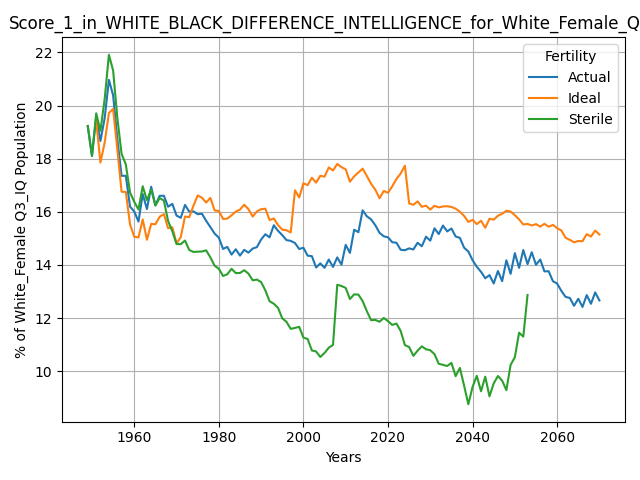 Score_1_in_WHITE_BLACK_DIFFERENCE_INTELLIGENCE_for_White_Female_Q
Fertility
Actual
Ideal
Sterile
% of White_Female Q3_IQ Population
22
20
18
16
14
12
10
1960 1980 2000 2020 2040 2060
Years